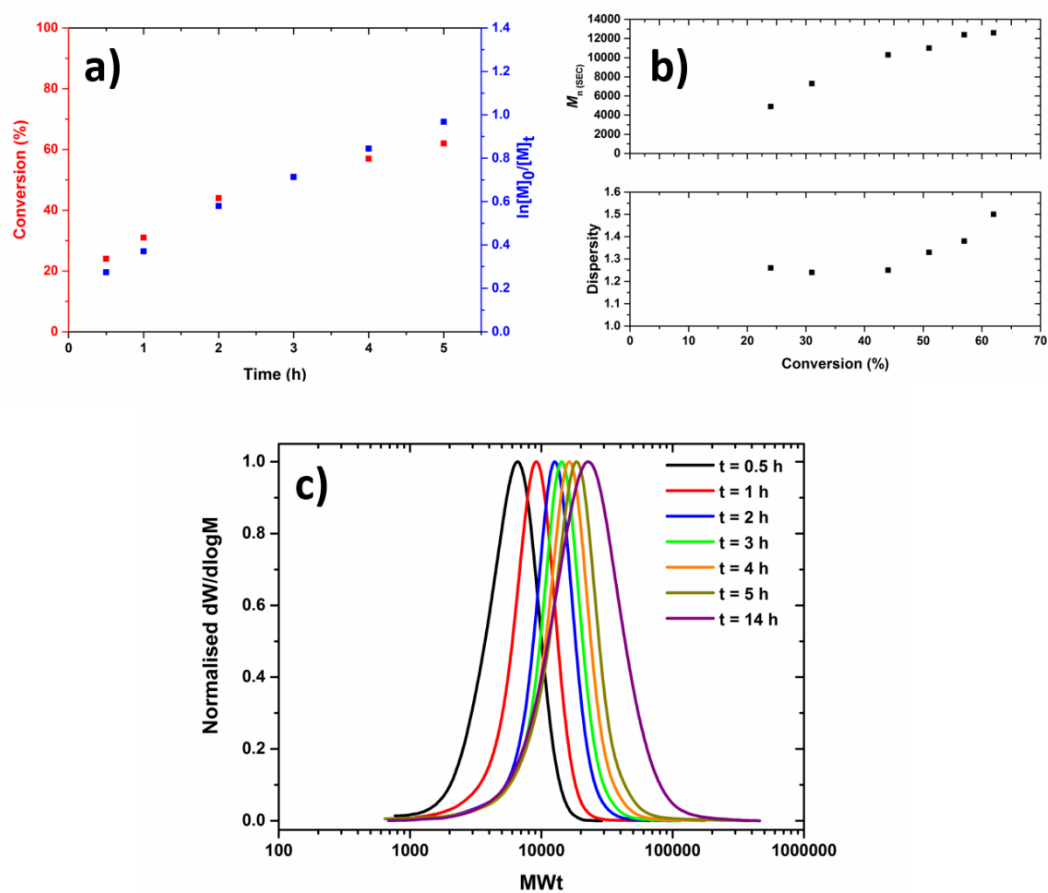 a)
100
80
60
40
20
0
Conversion (%)
0 1 2 3 4 5
Time (h)
1.4
1.2
1.0
0.8
0.6
0.4
0.2
0.0
ln[M]0/[M]t
b)
14000
12000
10000
8000
6000
4000
2000
0
Mn (SEC)
1.6
1.5
1.4
1.3
1.2
1.1
1.0
Dispersity
0 10 20 30 40 50 60 70
Conversion (%)
c)
1.0
0.8
0.6
0.4
0.2
0.0
Normalised dW/dlogM
t = 0.5 h
t = 1 h
t = 2 h
t = 3 h
t = 4 h
t = 5 h
t = 14 h
100 1000 10000 100000 1000000
MWt